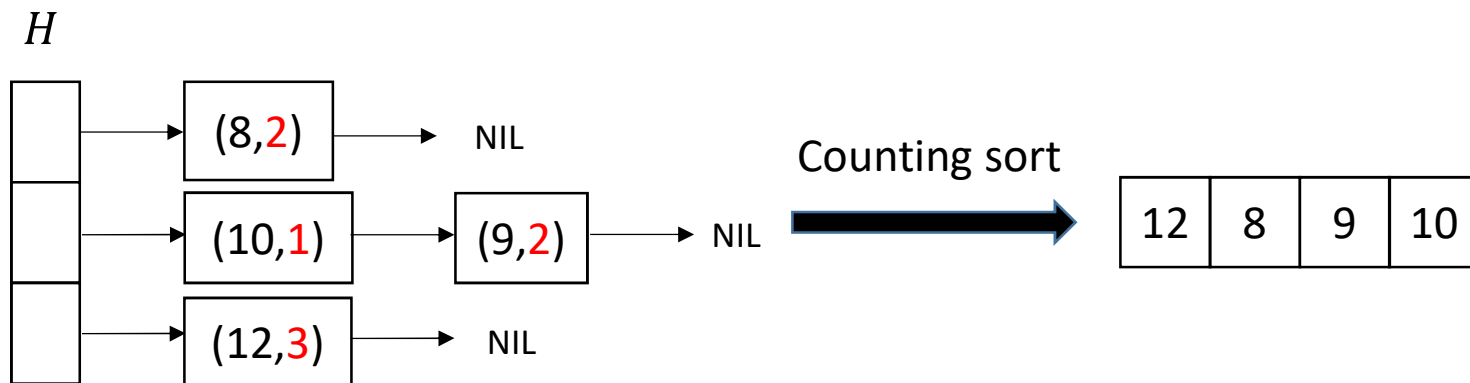 H
(8,2)
NIL
Counting sort
(10,1)
(9,2)
NIL
12
8
9
10
(12,3)
NIL